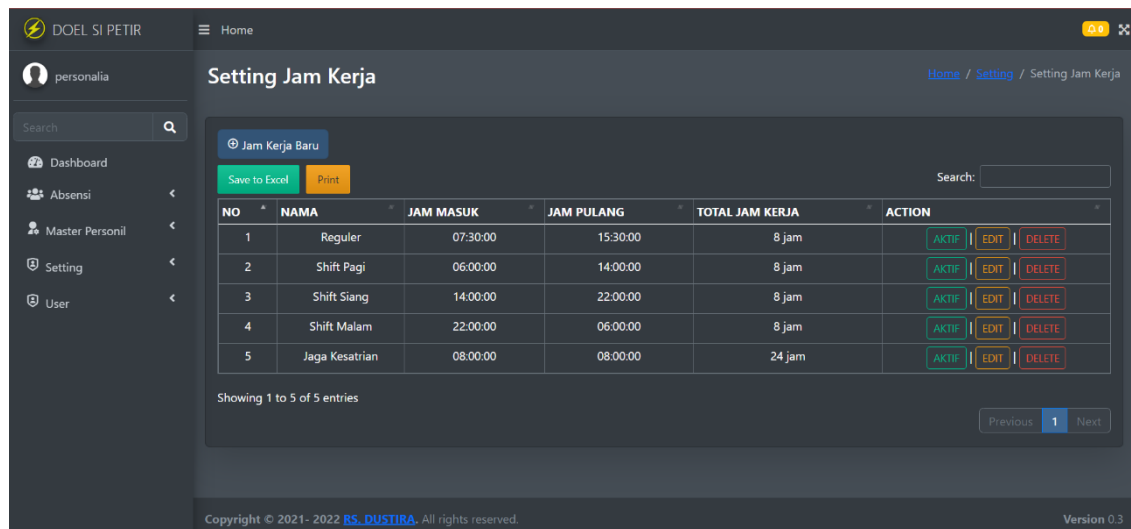 DOEL SI PETIR
Home
0
personalia
Setting Jam Kerja
Home / Setting / Setting Jam Kerja
Search
Dashboard
Absensi
Master Personil
Setting
User
Jam Kerja Baru
Save to Excel Print
Search:
NO NAMA JAM MASUK JAM PULANG TOTAL JAM KERJA ACTION
1 Reguler 07:30:00 15:30:00 8 jam AKTIF | EDIT | DELETE
2 Shift Pagi 06:00:00 14:00:00 8 jam AKTIF | EDIT | DELETE
3 Shift Siang 14:00:00 22:00:00 8 jam AKTIF | EDIT | DELETE
4 Shift Malam 22:00:00 06:00:00 8 jam AKTIF | EDIT | DELETE
5 Jaga Kesatrian 08:00:00 08:00:00 24 jam AKTIF | EDIT | DELETE
Showing 1 to 5 of 5 entries
Previous 1 Next
Copyright © 2021- 2022 RS. DUSTIRA. All rights reserved.
Version 0.3